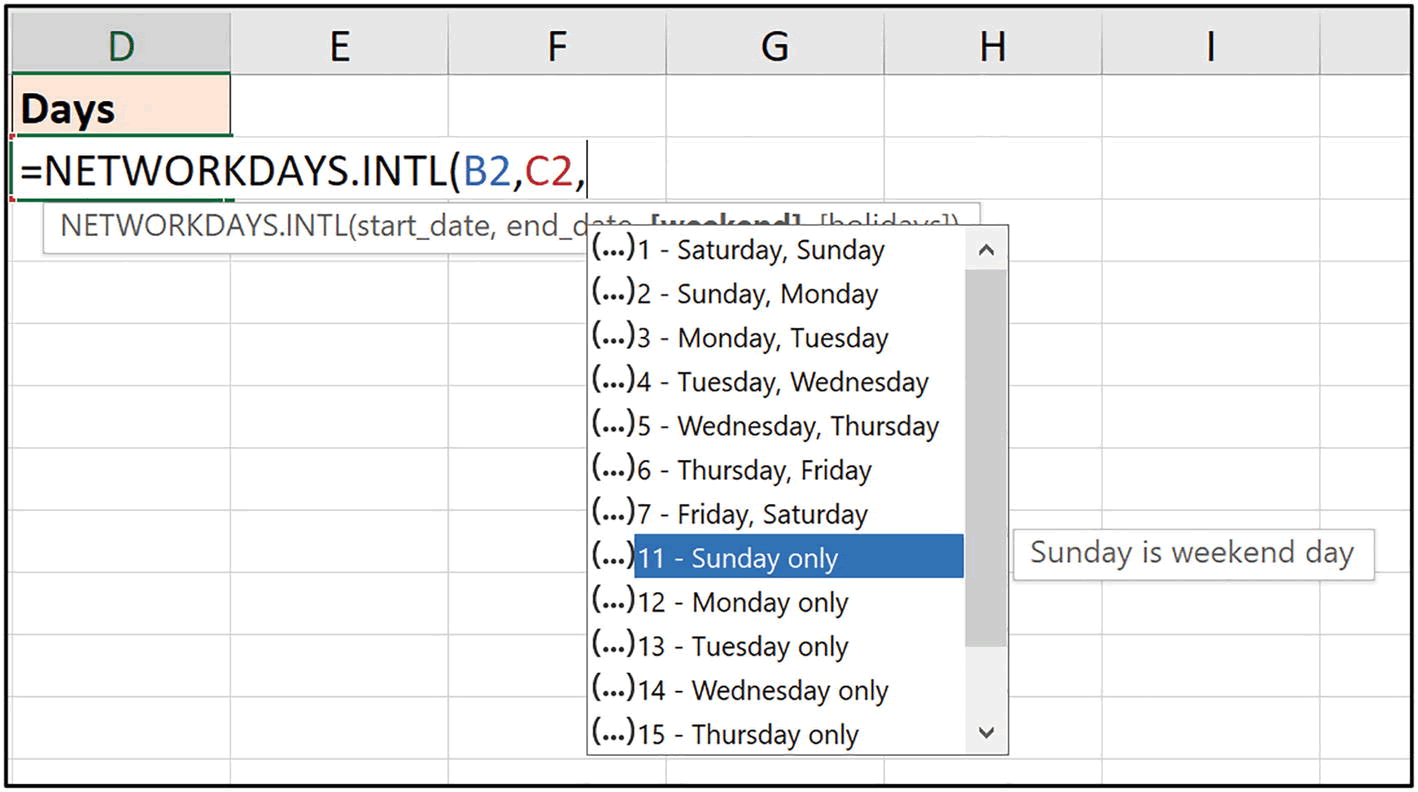 D E F G H I
Days
=NETWORKDAYS.INTL(B2,C2,
NETWORKDAYS.INTL(start_date, end_date, [weekend], [holidays])
(...)1 - Saturday, Sunday
(...)2 - Sunday, Monday
(...)3 - Monday, Tuesday
(...)4 - Tuesday, Wednesday
(...)5 - Wednesday, Thursday
(...)6 - Thursday, Friday
(...)7 - Friday, Saturday
(...)11 - Sunday only
Sunday is weekend day
(...)12 - Monday only
(...)13 - Tuesday only
(...)14 - Wednesday only
(...)15 - Thursday only